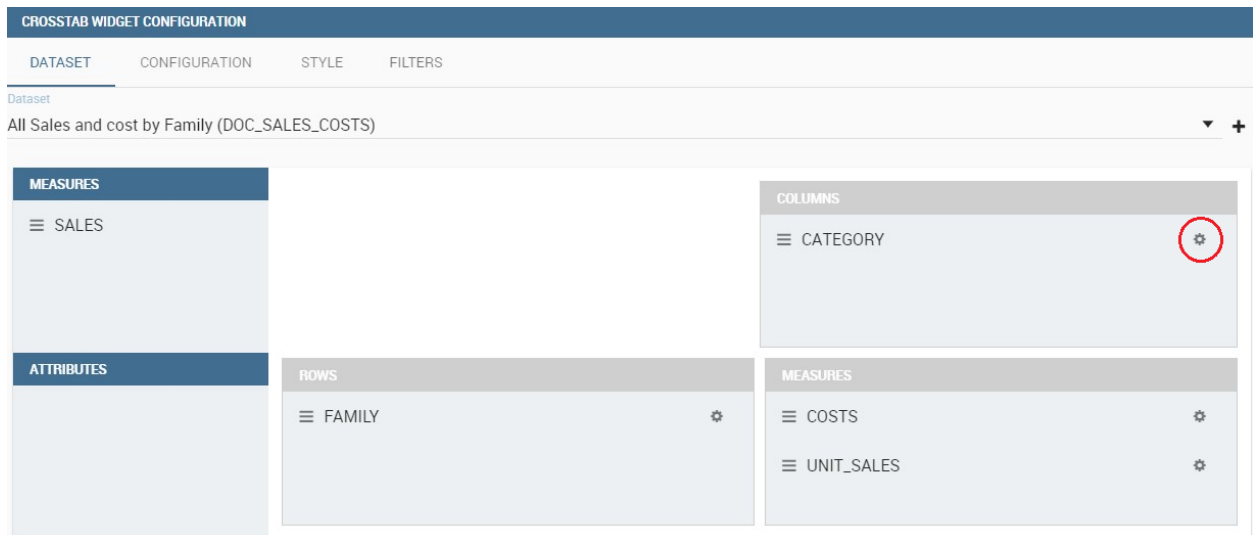 CROSSTAB WIDGET CONFIGURATION
DATASET CONFIGURATION STYLE FILTERS
Dataset
All Sales and cost by Family (DOC_SALES_COSTS)
MEASURES
SALES
COLUMNS
CATEGORY
ATTRIBUTES
ROWS
FAMILY
MEASURES
COSTS
UNIT_SALES